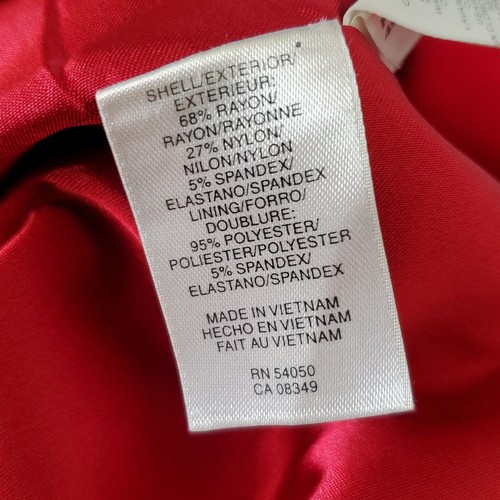 SHELL/EXTERIOR/
EXTERIEUR:
68% RAYON/
RAYON/RAYONNE
27% NYLON/
NILON/NYLON
5% SPANDEX/
ELASTANO/SPANDEX
LINING/FORRO/
DOUBLURE:
95% POLYESTER/
POLIESTER/POLYESTER
5% SPANDEX/
ELASTANO/SPANDEX
MADE IN VIETNAM
HECHO EN VIETNAM
FAIT AU VIETNAM
RN 54050
CA 08349